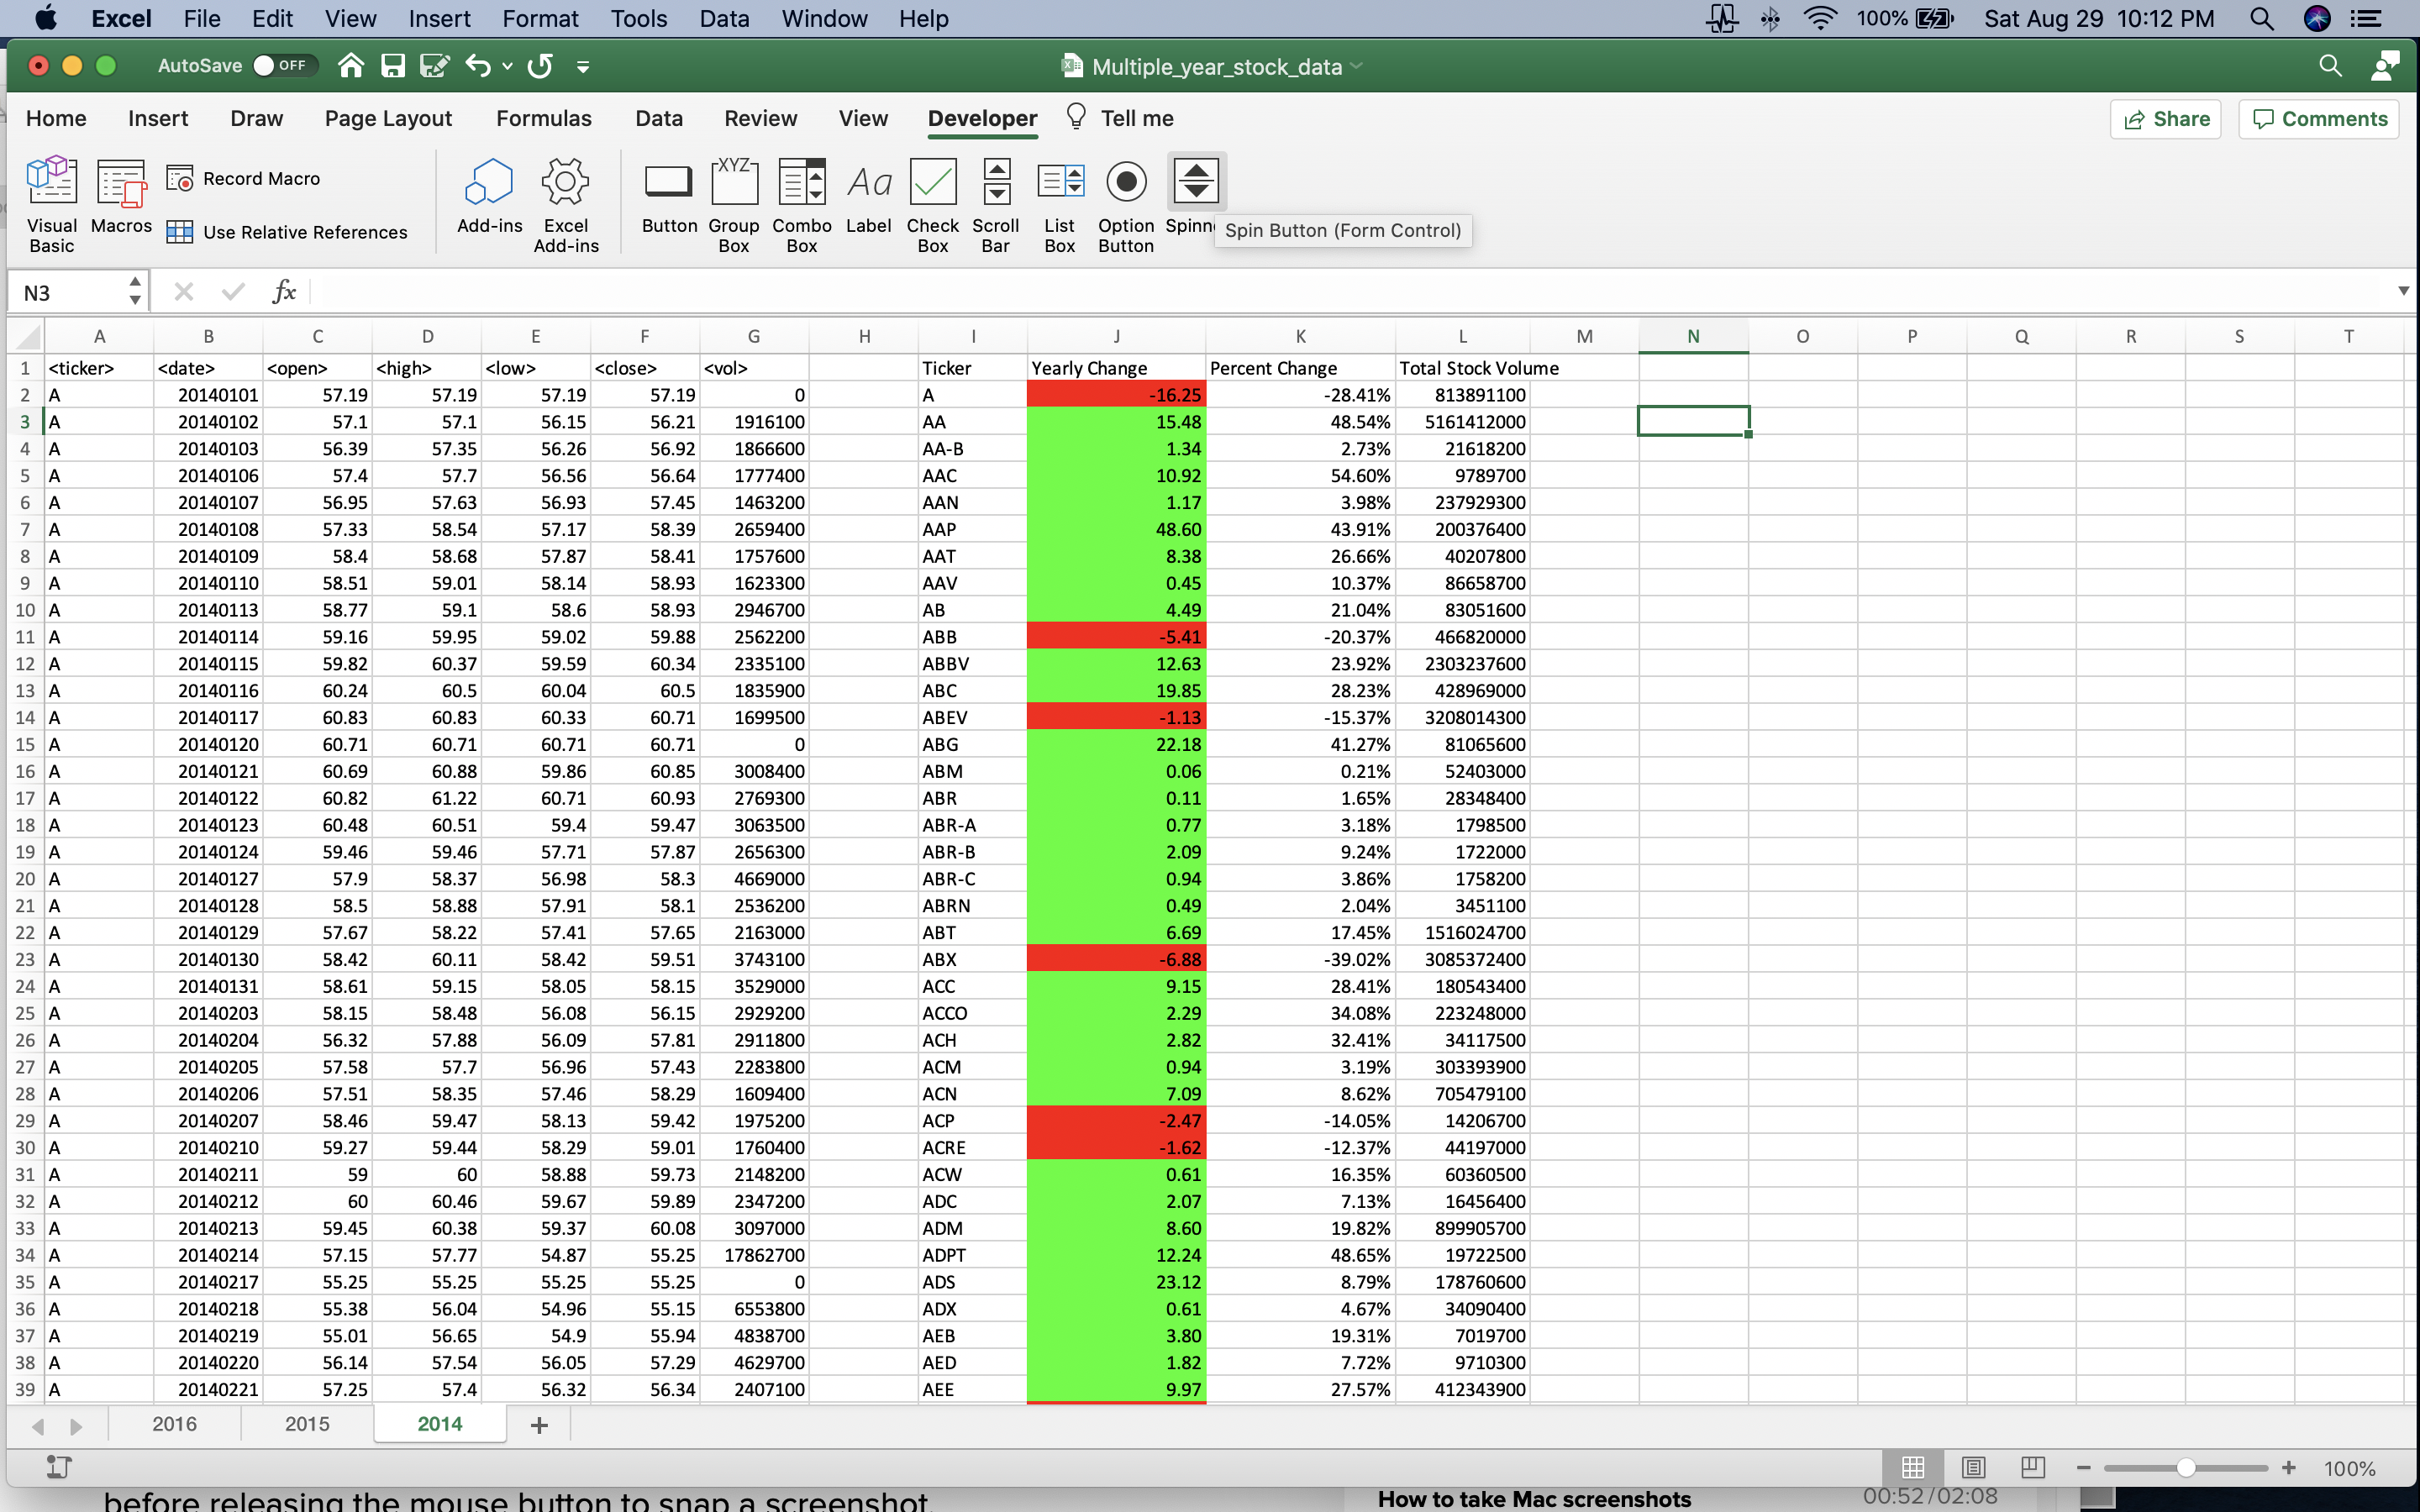 Excel File Edit View Insert Format Tools Data Window Help 100% Sat Aug 29 10:12 PM
AutoSave OFF Multiple_year_stock_data
Home Insert Draw Page Layout Formulas Data Review View Developer Tell me Share Comments
Visual Basic Macros Record Macro Use Relative References Add-ins Excel Add-ins Button Group Box Combo Box Label Check Box Scroll Bar List Box Option Button Spinn
XYZ Aa
Spin Button (Form Control)
N3 fx
A B C D E F G H I J K L M N O P Q R S T
1 <ticker> <date> <open> <high> <low> <close> <vol> Ticker Yearly Change Percent Change Total Stock Volume
2 A 20140101 57.19 57.19 57.19 57.19 0 A -16.25 -28.41% 813891100
3 A 20140102 57.1 57.1 56.15 56.21 1916100 AA 15.48 48.54% 5161412000
4 A 20140103 56.39 57.35 56.26 56.92 1866600 AA-B 1.34 2.73% 21618200
5 A 20140106 57.4 57.7 56.56 56.64 1777400 AAC 10.92 54.60% 9789700
6 A 20140107 56.95 57.63 56.93 57.45 1463200 AAN 1.17 3.98% 237929300
7 A 20140108 57.33 58.54 57.17 58.39 2659400 AAP 48.60 43.91% 200376400
8 A 20140109 58.4 58.68 57.87 58.41 1757600 AAT 8.38 26.66% 40207800
9 A 20140110 58.51 59.01 58.14 58.93 1623300 AAV 0.45 10.37% 86658700
10 A 20140113 58.77 59.1 58.6 58.93 2946700 AB 4.49 21.04% 83051600
11 A 20140114 59.16 59.95 59.02 59.88 2562200 ABB -5.41 -20.37% 466820000
12 A 20140115 59.82 60.37 59.59 60.34 2335100 ABBV 12.63 23.92% 2303237600
13 A 20140116 60.24 60.5 60.04 60.5 1835900 ABC 19.85 28.23% 428969000
14 A 20140117 60.83 60.83 60.33 60.71 1699500 ABEV -1.13 -15.37% 3208014300
15 A 20140120 60.71 60.71 60.71 60.71 0 ABG 22.18 41.27% 81065600
16 A 20140121 60.69 60.88 59.86 60.85 3008400 ABM 0.06 0.21% 52403000
17 A 20140122 60.82 61.22 60.71 60.93 2769300 ABR 0.11 1.65% 28348400
18 A 20140123 60.48 60.51 59.4 59.47 3063500 ABR-A 0.77 3.18% 1798500
19 A 20140124 59.46 59.46 57.71 57.87 2656300 ABR-B 2.09 9.24% 1722000
20 A 20140127 57.9 58.37 56.98 58.3 4669000 ABR-C 0.94 3.86% 1758200
21 A 20140128 58.5 58.88 57.91 58.1 2536200 ABRN 0.49 2.04% 3451100
22 A 20140129 57.67 58.22 57.41 57.65 2163000 ABT 6.69 17.45% 1516024700
23 A 20140130 58.42 60.11 58.42 59.51 3743100 ABX -6.88 -39.02% 3085372400
24 A 20140131 58.61 59.15 58.05 58.15 3529000 ACC 9.15 28.41% 180543400
25 A 20140203 58.15 58.48 56.08 56.15 2929200 ACCO 2.29 34.08% 223248000
26 A 20140204 56.32 57.88 56.09 57.81 2911800 ACH 2.82 32.41% 34117500
27 A 20140205 57.58 57.7 56.96 57.43 2283800 ACM 0.94 3.19% 303393900
28 A 20140206 57.51 58.35 57.46 58.29 1609400 ACN 7.09 8.62% 705479100
29 A 20140207 58.46 59.47 58.13 59.42 1975200 ACP -2.47 -14.05% 14206700
30 A 20140210 59.27 59.44 58.29 59.01 1760400 ACRE -1.62 -12.37% 44197000
31 A 20140211 59 60 58.88 59.73 2148200 ACW 0.61 16.35% 60360500
32 A 20140212 60 60.46 59.67 59.89 2347200 ADC 2.07 7.13% 16456400
33 A 20140213 59.45 60.38 59.37 60.08 3097000 ADM 8.60 19.82% 899905700
34 A 20140214 57.15 57.77 54.87 55.25 17862700 ADPT 12.24 48.65% 19722500
35 A 20140217 55.25 55.25 55.25 55.25 0 ADS 23.12 8.79% 178760600
36 A 20140218 55.38 56.04 54.96 55.15 6553800 ADX 0.61 4.67% 34090400
37 A 20140219 55.01 56.65 54.9 55.94 4838700 AEB 3.80 19.31% 7019700
38 A 20140220 56.14 57.54 56.05 57.29 4629700 AED 1.82 7.72% 9710300
39 A 20140221 57.25 57.4 56.32 56.34 2407100 AEE 9.97 27.57% 412343900
2016 2015 2014
100%
before releasing the mouse button to snap a screenshot. How to take Mac screenshots 00:52/02:08